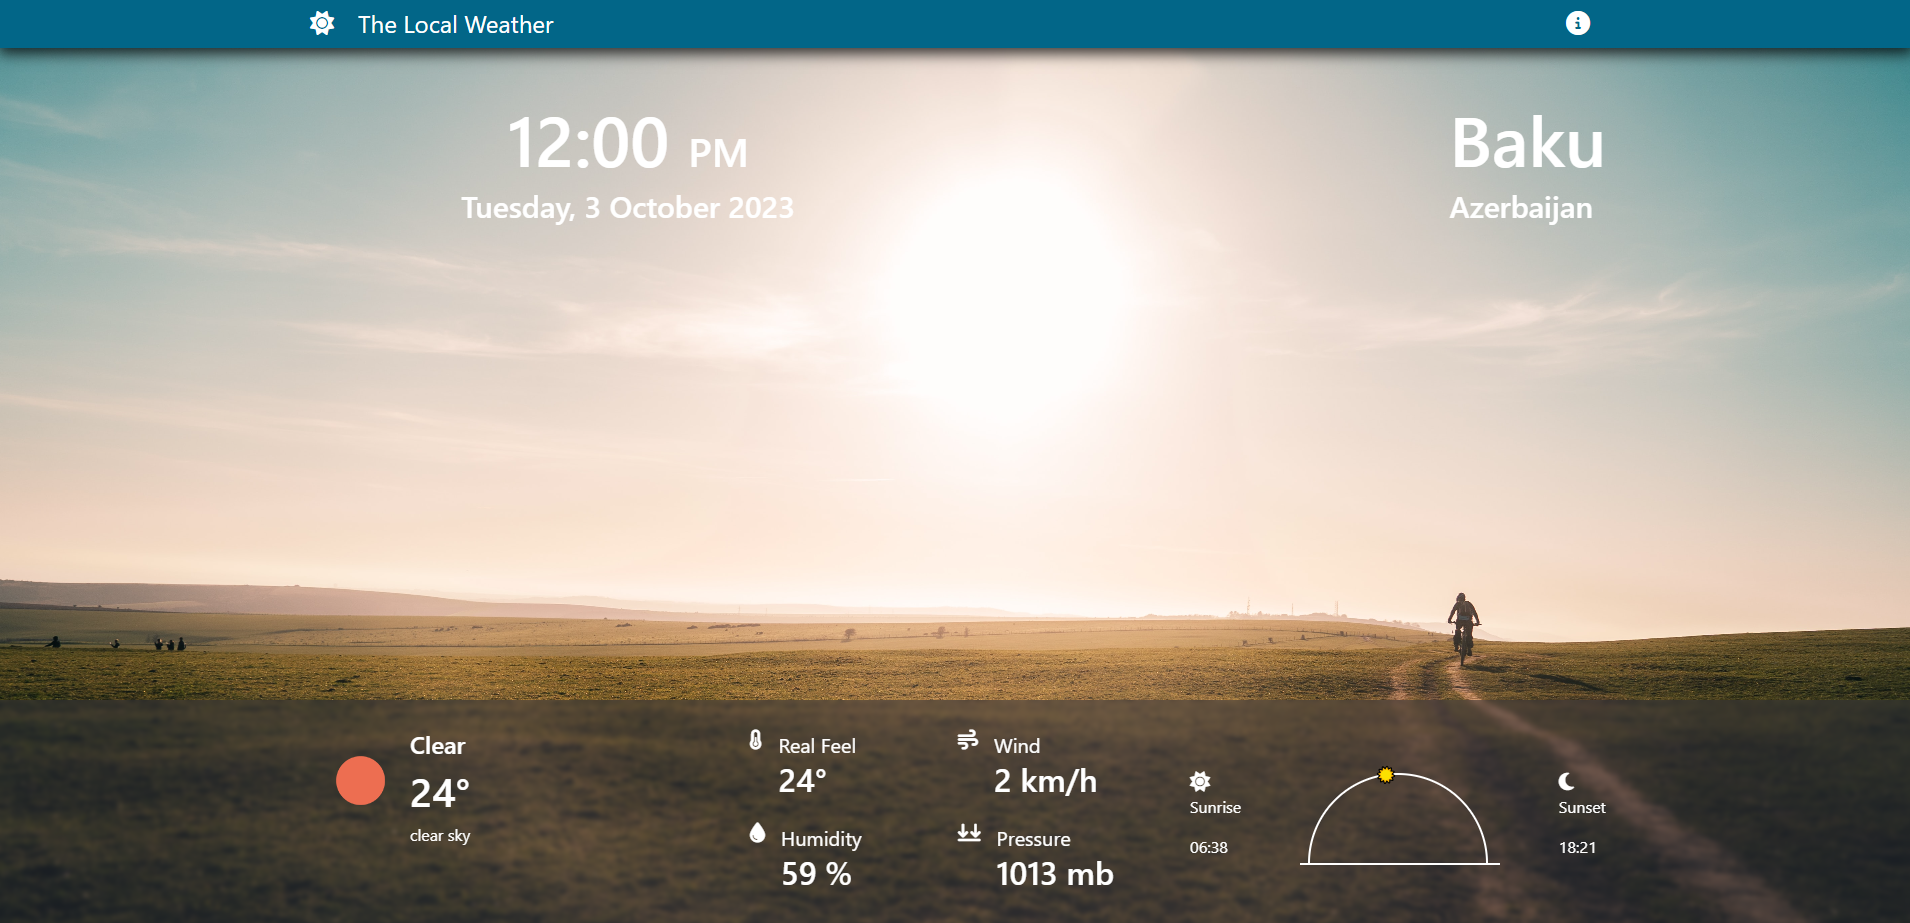 The Local Weather
12:00 PM
Tuesday, 3 October 2023
Baku
Azerbaijan
Clear
24°
clear sky
Real Feel
24°
Humidity
59 %
Wind
2 km/h
Pressure
1013 mb
Sunrise
06:38
Sunset
18:21